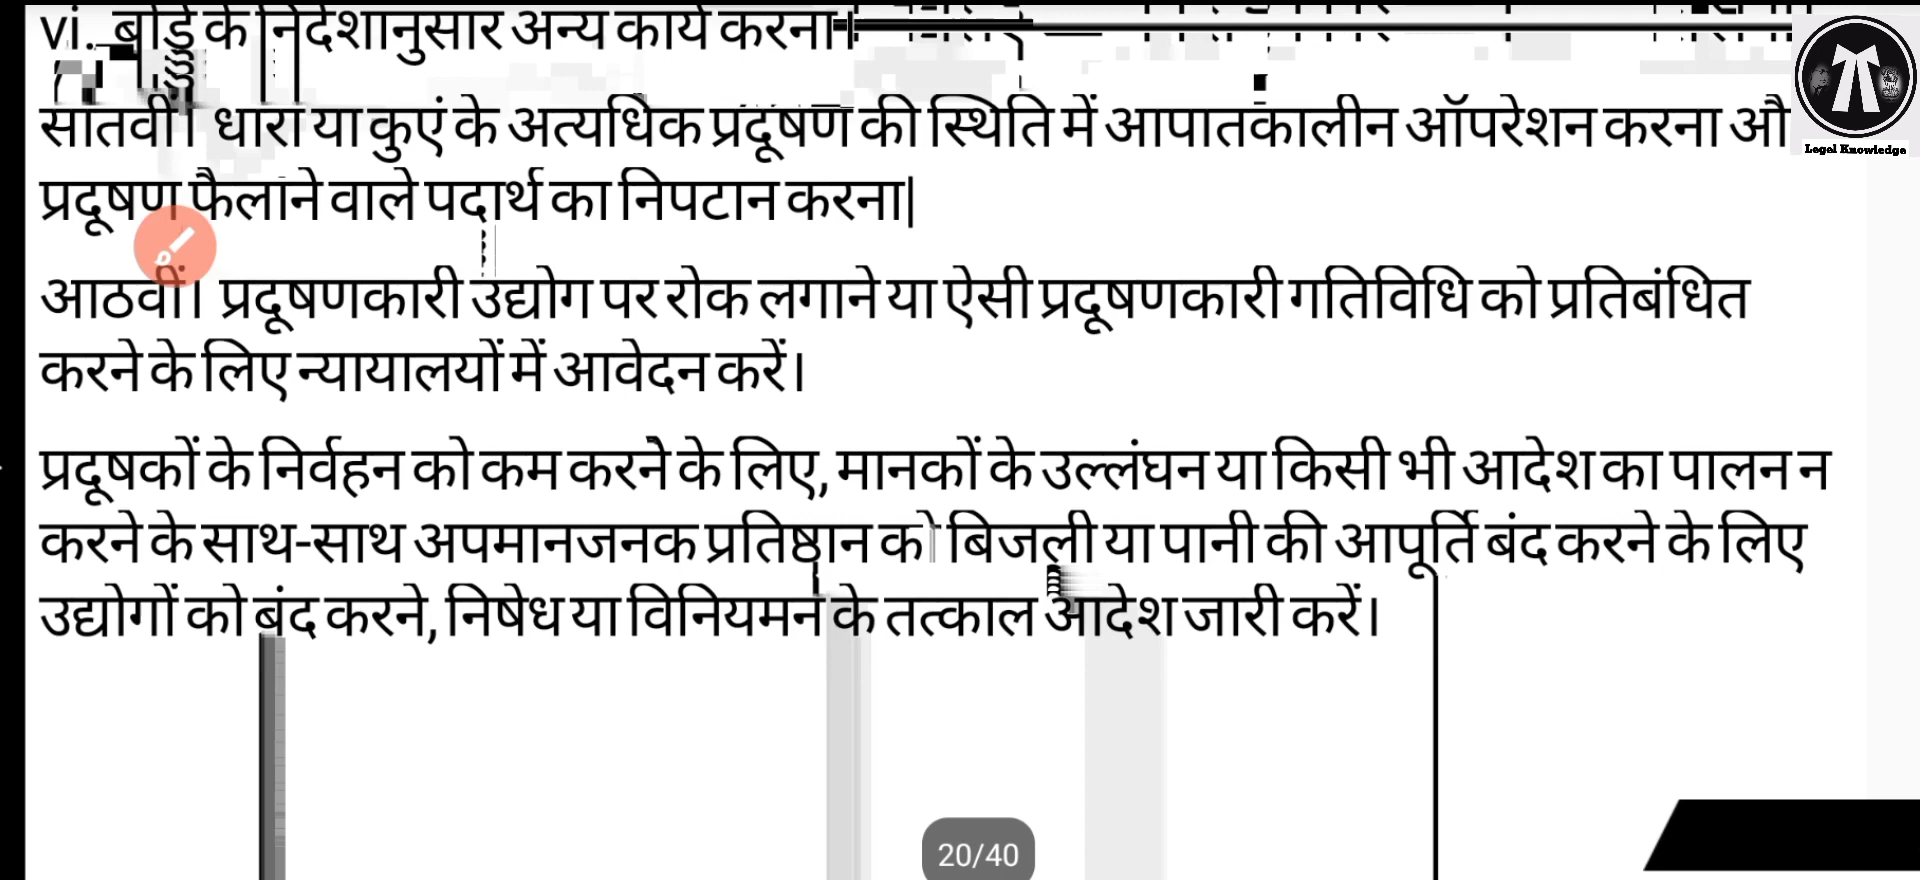 vi. बोर्ड के निर्देशानुसार अन्य कार्य करना।
सातवीं। धारा या कुएं के अत्यधिक प्रदूषण की स्थिति में आपातकालीन ऑपरेशन करना औ
प्रदूषण फैलाने वाले पदार्थ का निपटान करना|
आठवीं। प्रदूषणकारी उद्योग पर रोक लगाने या ऐसी प्रदूषणकारी गतिविधि को प्रतिबंधित
करने के लिए न्यायालयों में आवेदन करें।
प्रदूषकों के निर्वहन को कम करने के लिए, मानकों के उल्लंघन या किसी भी आदेश का पालन न
करने के साथ-साथ अपमानजनक प्रतिष्ठान को बिजली या पानी की आपूर्ति बंद करने के लिए
उद्योगों को बंद करने, निषेध या विनियमन के तत्काल आदेश जारी करें।
Legal Knowledge
20/40